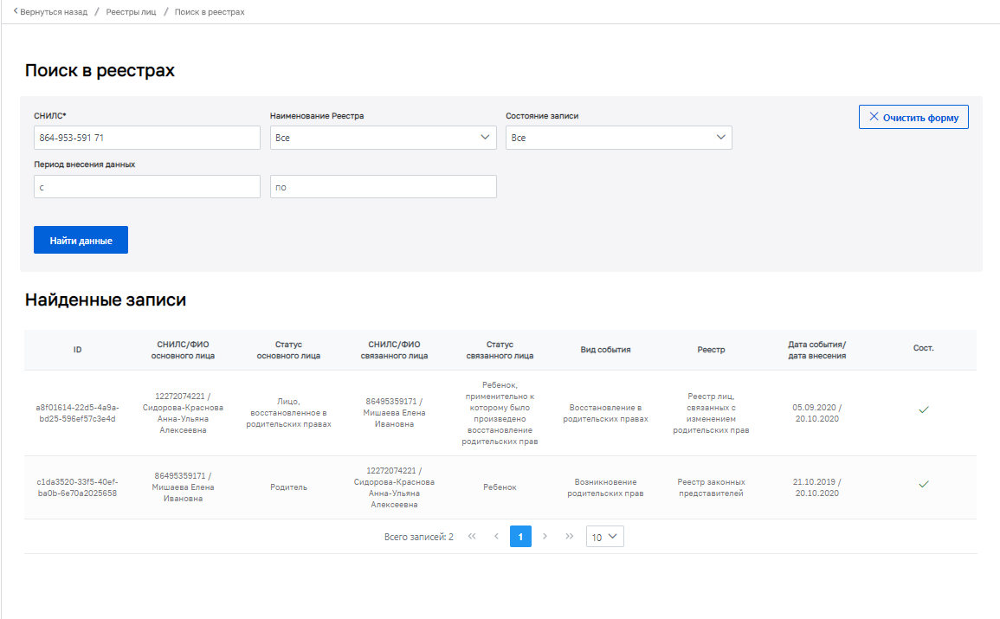 Вернуться назад / Реестры лиц / Поиск в реестрах
Поиск в реестрах
СНИЛС* Наименование Реестра Состояние записи
Очистить форму
864-953-591 71 Все Все
Период внесения данных
с по
Найти данные
Найденные записи
ID
СНИЛС/ФИО
основного лица
Статус
основного лица
СНИЛС/ФИО
связанного лица
Статус
связанного лица
Вид события
Реестр
Дата события/
дата внесения
Сост.
a8f01614-22d5-4a9a-
bd25-596ef57c3e4d
12272074221 /
Сидорова-Краснова
Анна-Ульяна
Алексеевна
Лицо,
восстановленное в
родительских правах
86495359171 /
Мишаева Елена
Ивановна
Ребенок,
применительно к
которому было
произведено
восстановление
родительских прав
Восстановление в
родительских правах
Реестр лиц,
связанных с
изменением
родительских прав
05.09.2020 /
20.10.2020
c1da3520-33f5-40ef-
ba0b-6e70a2025658
86495359171 /
Мишаева Елена
Ивановна
Родитель
12272074221 /
Сидорова-Краснова
Анна-Ульяна
Алексеевна
Ребенок
Возникновение
родительских прав
Реестр законных
представителей
21.10.2019 /
20.10.2020
Всего записей: 2 1 10